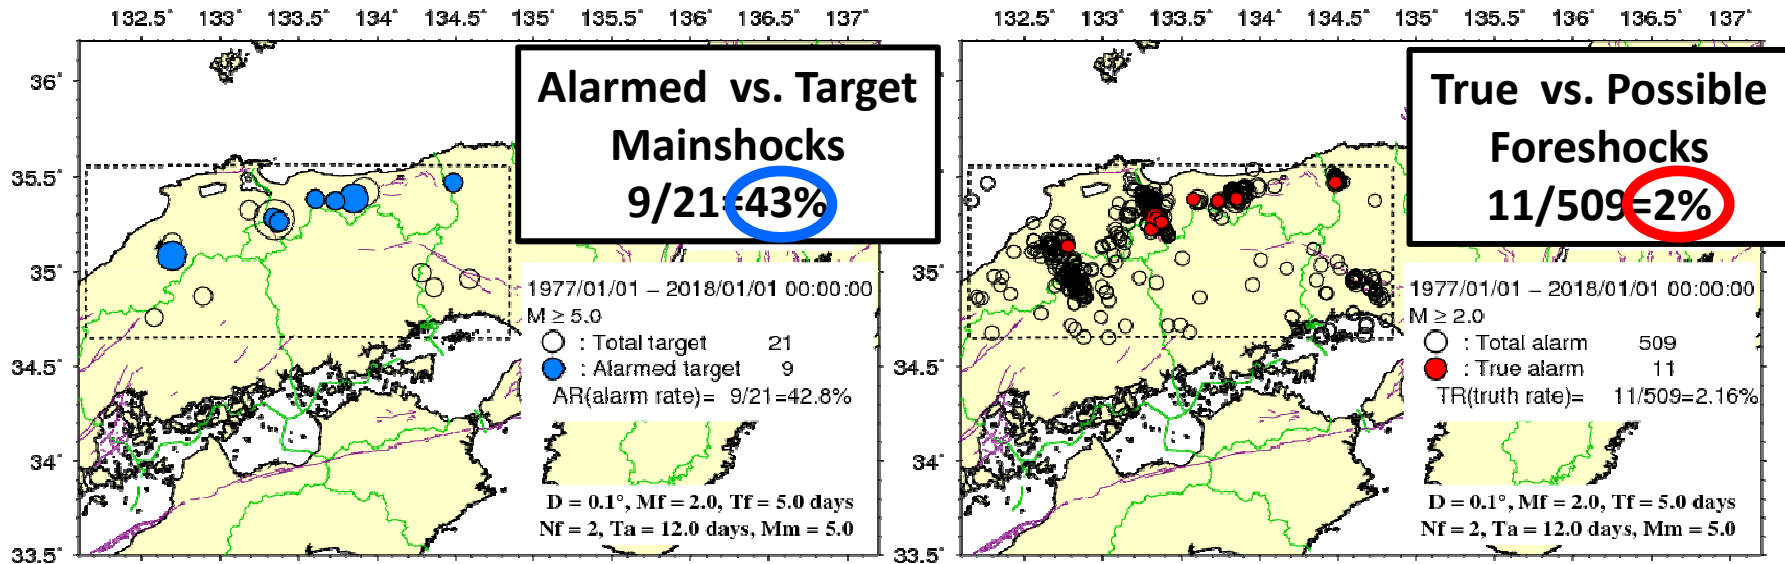 132.5° 133° 133.5° 134° 134.5° 135° 135.5° 136° 136.5° 137°
36°
35.5°
35°
34.5°
34°
33.5°
Alarmed vs. Target
Mainshocks
9/21=43%
1977/01/01 – 2018/01/01 00:00:00
M ≥ 5.0
: Total target 21
: Alarmed target 9
AR(alarm rate)= 9/21=42.8%
D = 0.1°, Mf = 2.0, Tf = 5.0 days
Nf = 2, Ta = 12.0 days, Mm = 5.0
132.5° 133° 133.5° 134° 134.5° 135° 135.5° 136° 136.5° 137°
36°
35.5°
35°
34.5°
34°
33.5°
True vs. Possible
Foreshocks
11/509=2%
1977/01/01 – 2018/01/01 00:00:00
M ≥ 2.0
: Total alarm 509
: True alarm 11
TR(truth rate)= 11/509=2.16%
D = 0.1°, Mf = 2.0, Tf = 5.0 days
Nf = 2, Ta = 12.0 days, Mm = 5.0